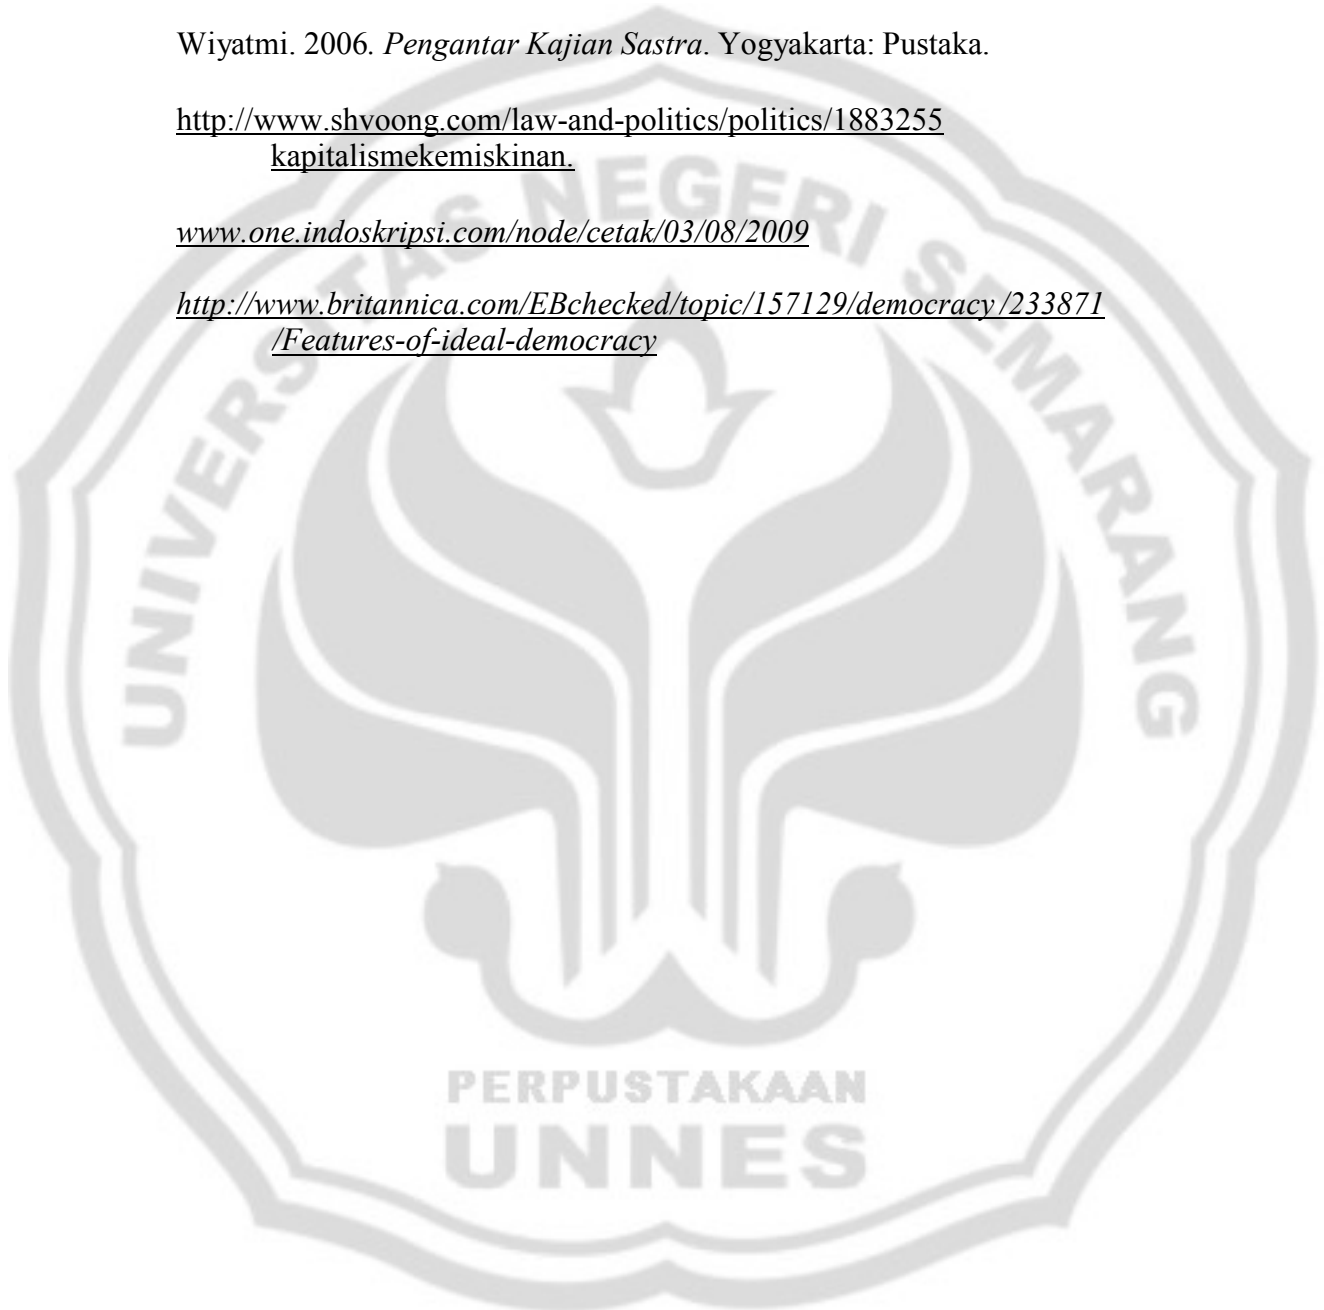 Wiyatmi. 2006. Pengantar Kajian Sastra. Yogyakarta: Pustaka.
http://www.shvoong.com/law-and-politics/politics/1883255
kapitalismekemiskinan.
www.one.indoskripsi.com/node/cetak/03/08/2009
http://www.britannica.com/EBchecked/topic/157129/democracy /233871
/Features-of-ideal-democracy
UNIVERSITAS NEGERI SEMARANG
PERPUSTAKAAN
UNNES